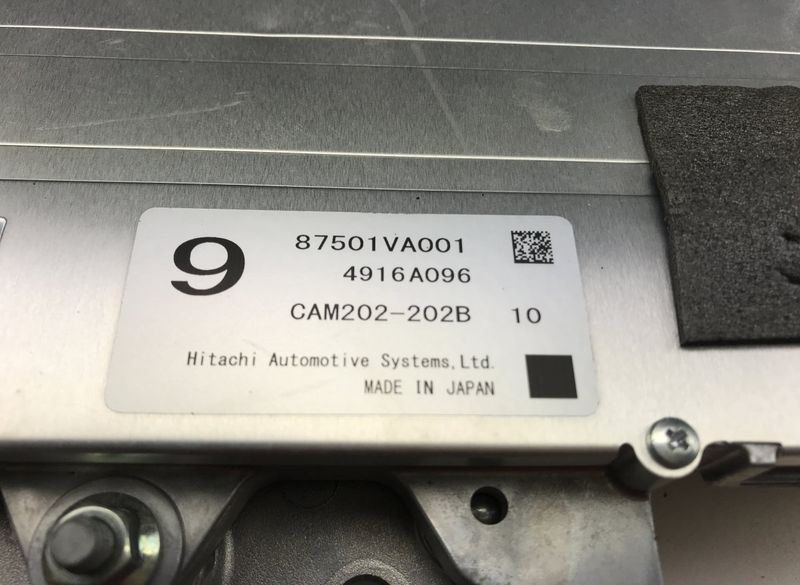 9
87501VA001
4916A096
CAM202-202B 10
Hitachi Automotive Systems,Ltd.
MADE IN JAPAN